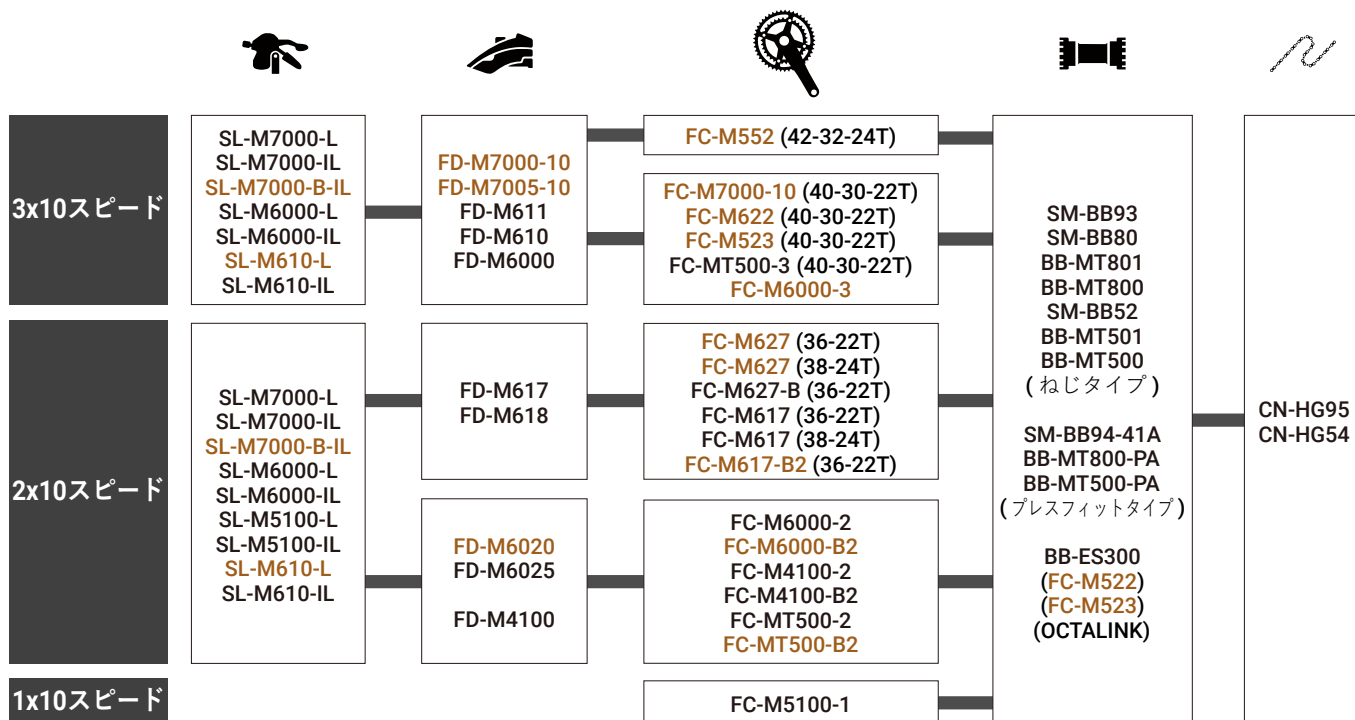 3x10スピード
SL-M7000-L
SL-M7000-IL
SL-M7000-B-IL
SL-M6000-L
SL-M6000-IL
SL-M610-L
SL-M610-IL
FD-M7000-10
FD-M7005-10
FD-M611
FD-M610
FD-M6000
FC-M552 (42-32-24T)
FC-M7000-10 (40-30-22T)
FC-M622 (40-30-22T)
FC-M523 (40-30-22T)
FC-MT500-3 (40-30-22T)
FC-M6000-3
2x10スピード
SL-M7000-L
SL-M7000-IL
SL-M7000-B-IL
SL-M6000-L
SL-M6000-IL
SL-M5100-L
SL-M5100-IL
SL-M610-L
SL-M610-IL
FD-M617
FD-M618
FC-M627 (36-22T)
FC-M627 (38-24T)
FC-M627-B (36-22T)
FC-M617 (36-22T)
FC-M617 (38-24T)
FC-M617-B2 (36-22T)
FD-M6020
FD-M6025
FD-M4100
FC-M6000-2
FC-M6000-B2
FC-M4100-2
FC-M4100-B2
FC-MT500-2
FC-MT500-B2
1x10スピード
FC-M5100-1
SM-BB93
SM-BB80
BB-MT801
BB-MT800
SM-BB52
BB-MT501
BB-MT500
(ねじタイプ)
SM-BB94-41A
BB-MT800-PA
BB-MT500-PA
(プレスフィットタイプ)
BB-ES300
(FC-M522)
(FC-M523)
(OCTALINK)
CN-HG95
CN-HG54